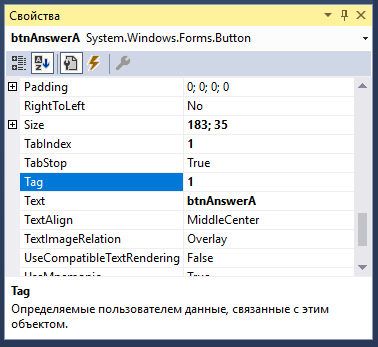 Свойства
btnAnswerA System.Windows.Forms.Button
Padding 0; 0; 0; 0
RightToLeft No
Size 183; 35
TabIndex 1
TabStop True
Tag 1
Text btnAnswerA
TextAlign MiddleCenter
TextImageRelation Overlay
UseCompatibleTextRendering False
UseMnemonic True
Tag
Определяемые пользователем данные, связанные с этим
объектом.